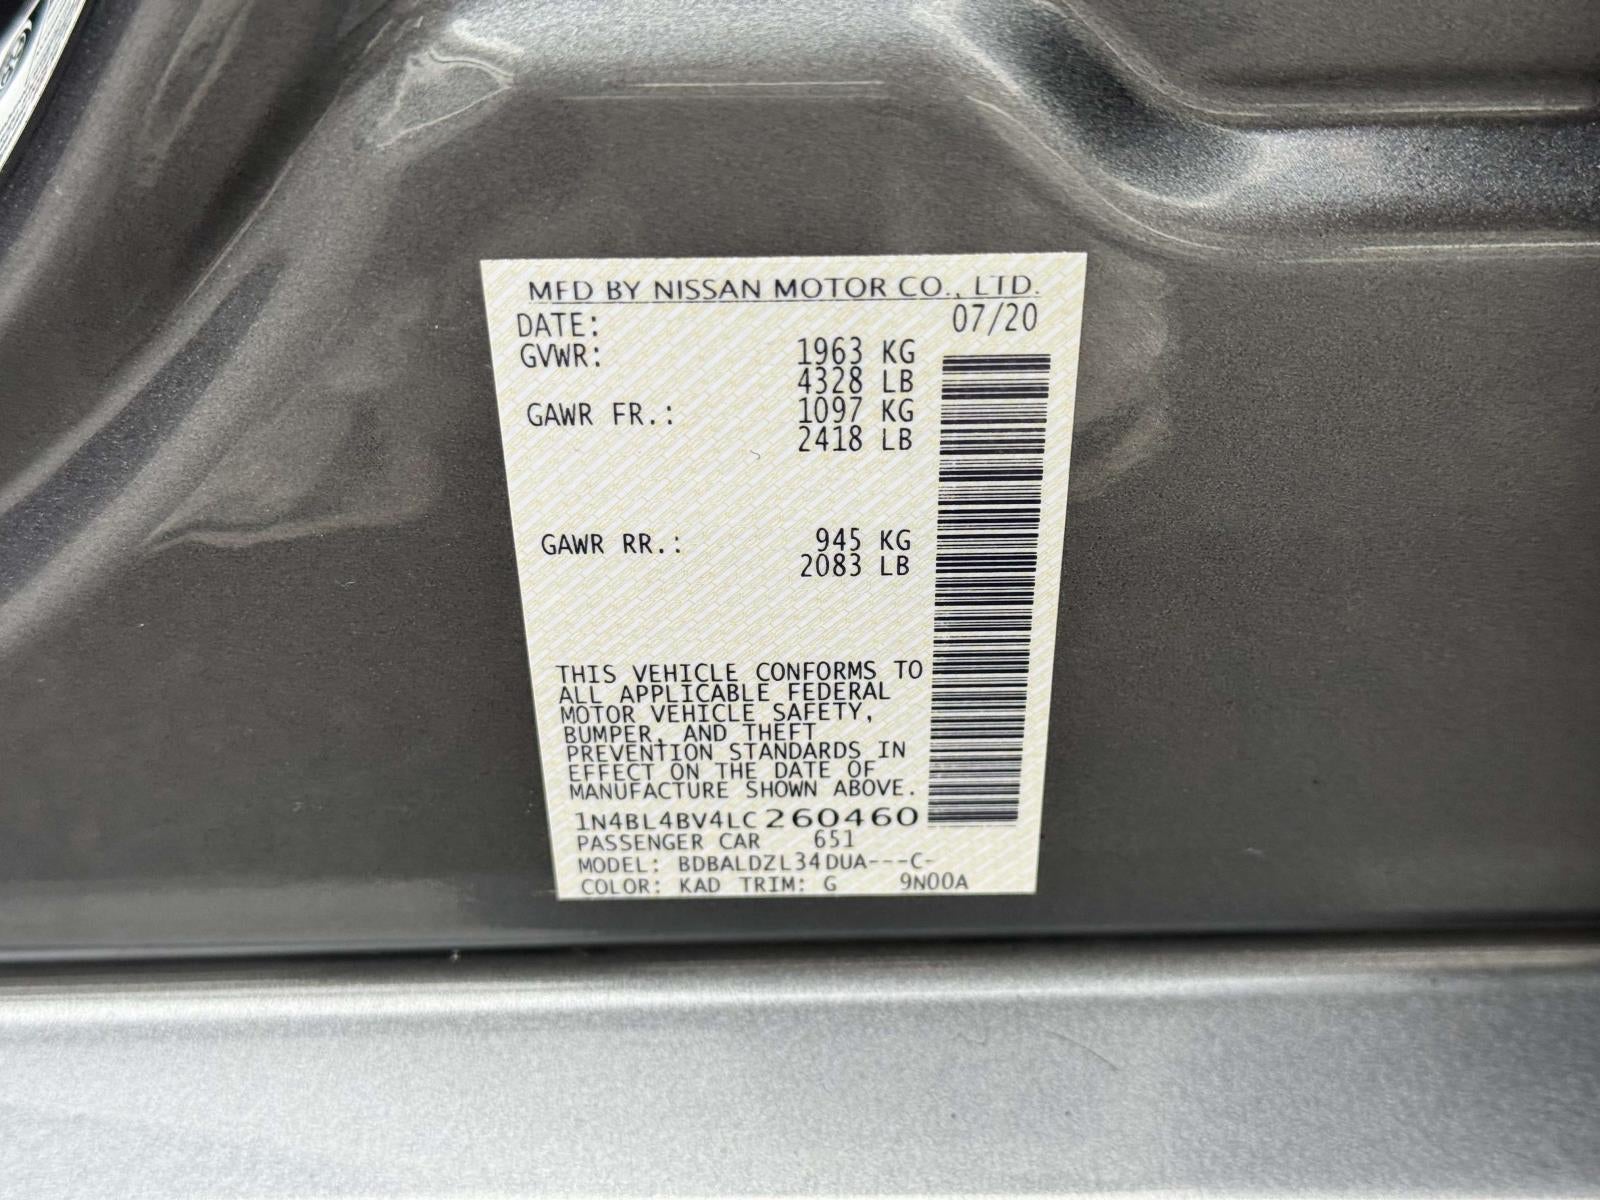 MFD BY NISSAN MOTOR CO., LTD.
DATE: 07/20
GVWR: 1963 KG
4328 LB
GAWR FR.: 1097 KG
2418 LB
GAWR RR.: 945 KG
2083 LB
THIS VEHICLE CONFORMS TO
ALL APPLICABLE FEDERAL
MOTOR VEHICLE SAFETY,
BUMPER, AND THEFT
PREVENTION STANDARDS IN
EFFECT ON THE DATE OF
MANUFACTURE SHOWN ABOVE.
1N4BL4BV4LC260460
PASSENGER CAR 651
MODEL: BDBALDZL34DUA---C-
COLOR: KAD TRIM: G 9N00A